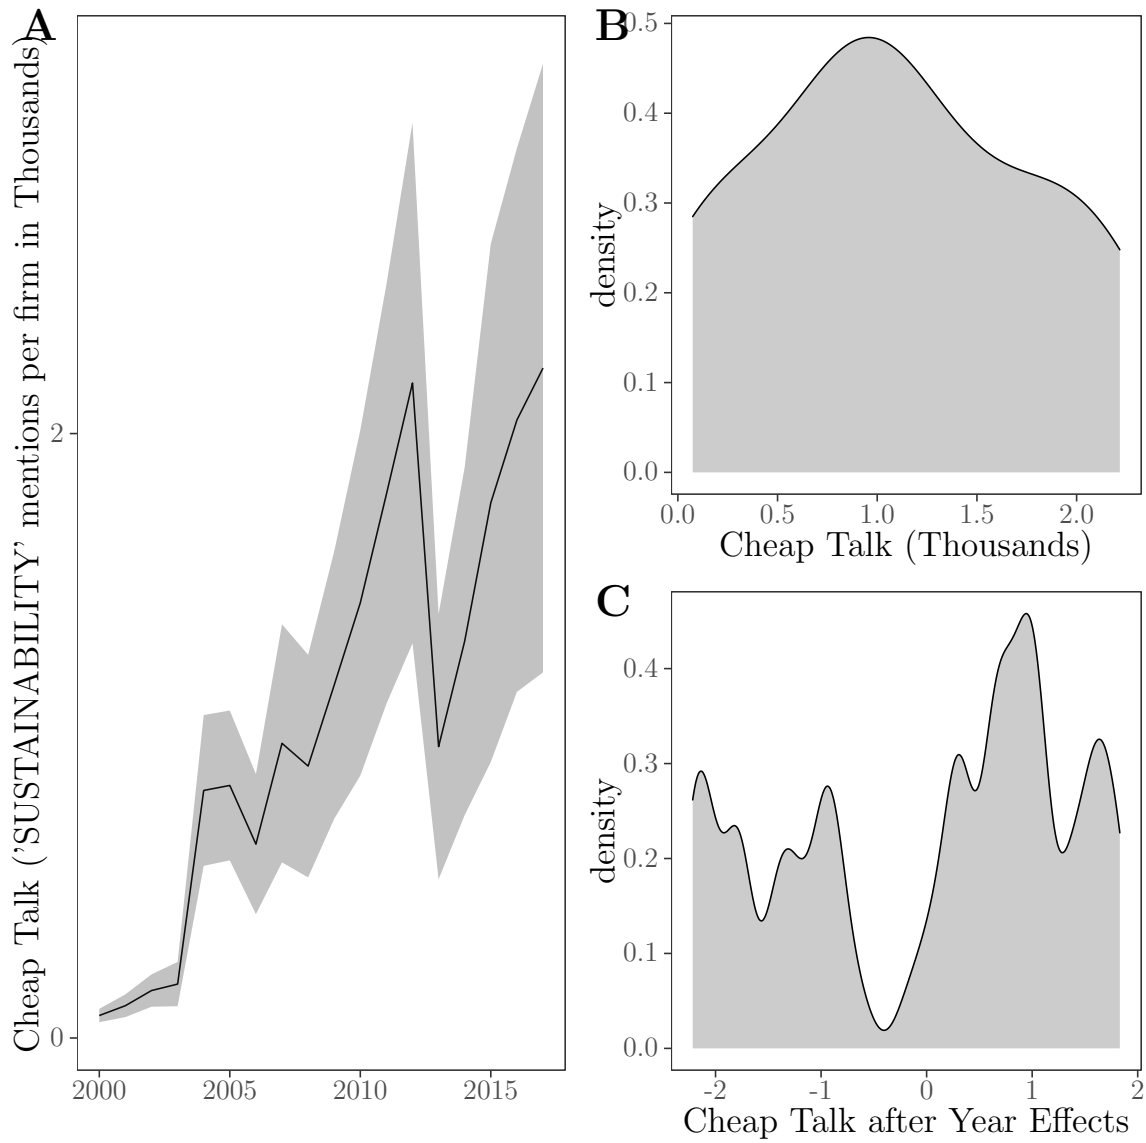 A
Cheap Talk ('SUSTAINABILITY' mentions per firm in Thousands)
2
0
2000 2005 2010 2015
B
0.5
0.4
0.3
0.2
0.1
0.0
density
0.0 0.5 1.0 1.5 2.0
Cheap Talk (Thousands)
C
0.4
0.3
0.2
0.1
0.0
density
-2 -1 0 1 2
Cheap Talk after Year Effects